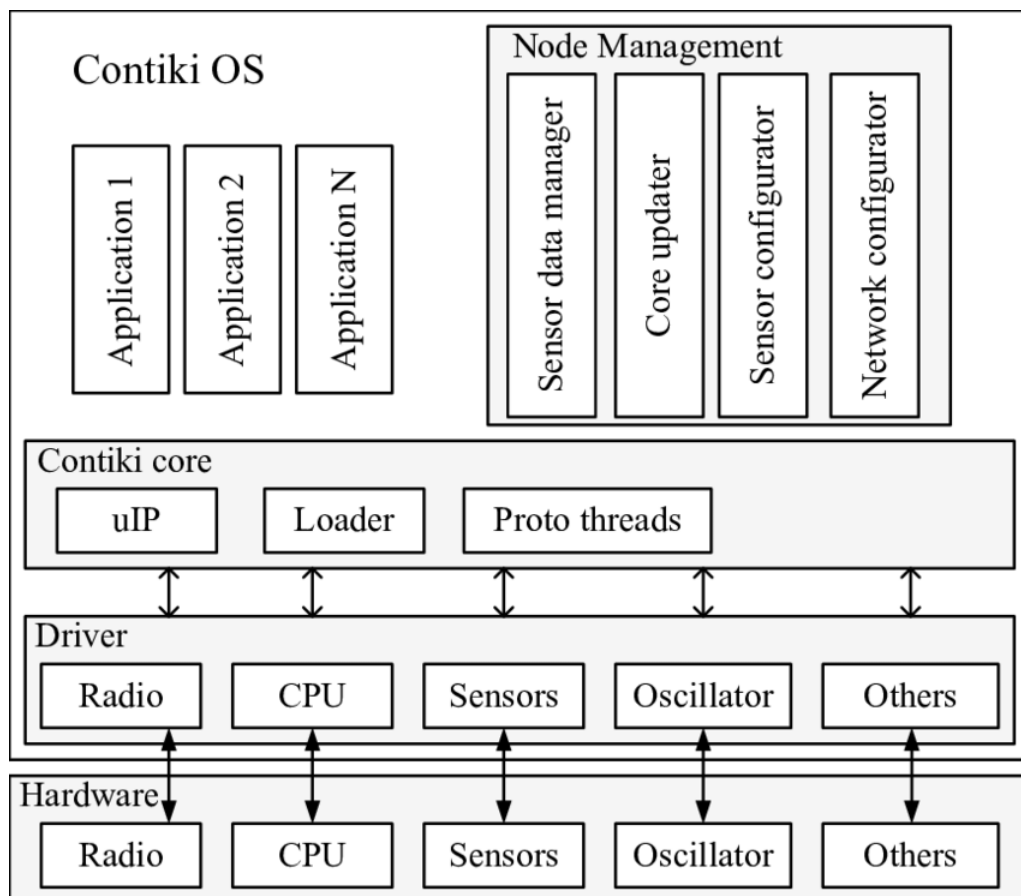 Contiki OS
Application 1
Application 2
Application N
Node Management
Sensor data manager
Core updater
Sensor configurator
Network configurator
Contiki core
uIP
Loader
Proto threads
Driver
Radio
CPU
Sensors
Oscillator
Others
Hardware
Radio
CPU
Sensors
Oscillator
Others